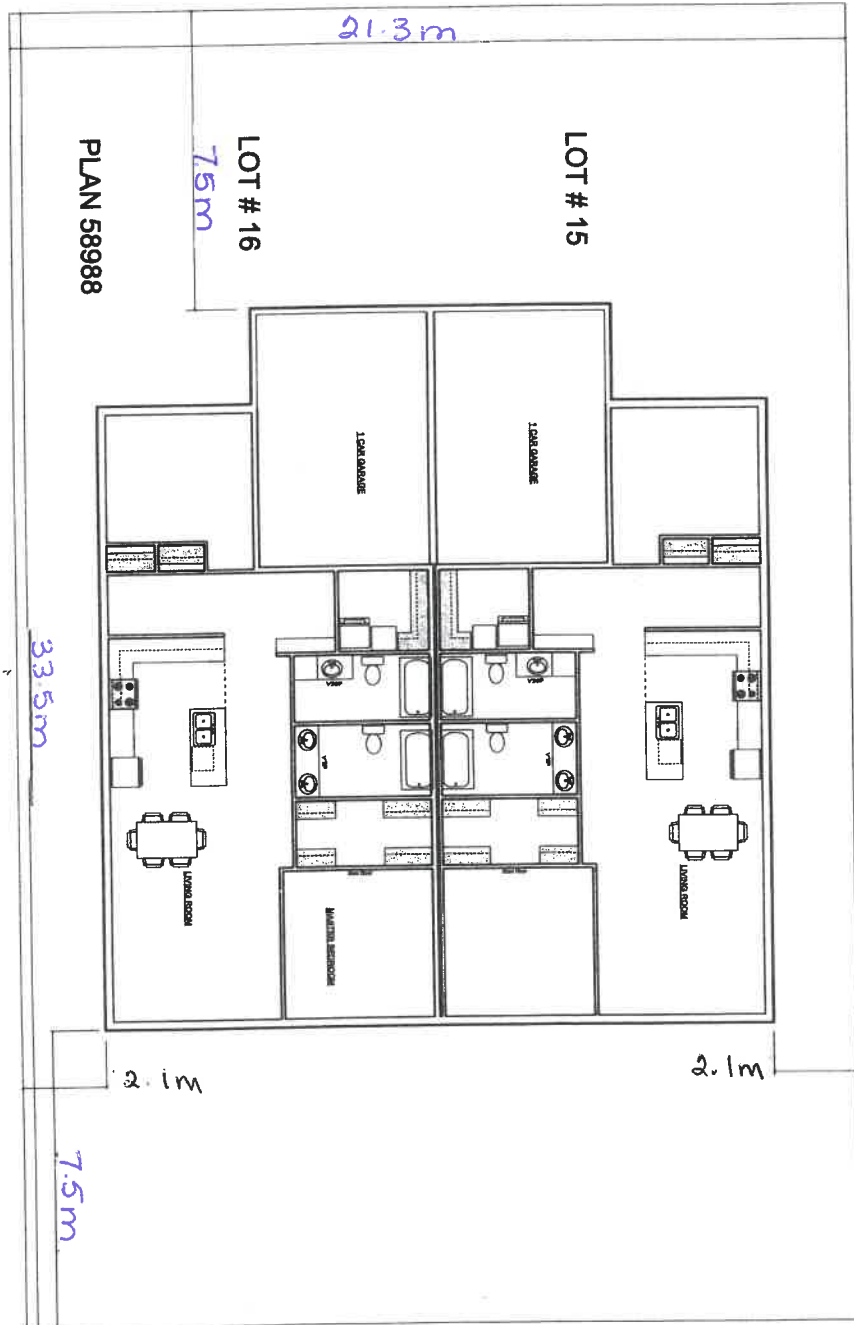 21.3m
7.5m
LOT # 15
LOT # 16
PLAN 58988
1 CAR GARAGE
1 CAR GARAGE
33.5m
LIVING ROOM
LIVING ROOM
MASTER BEDROOM
2.1m
2.1m
7.5m